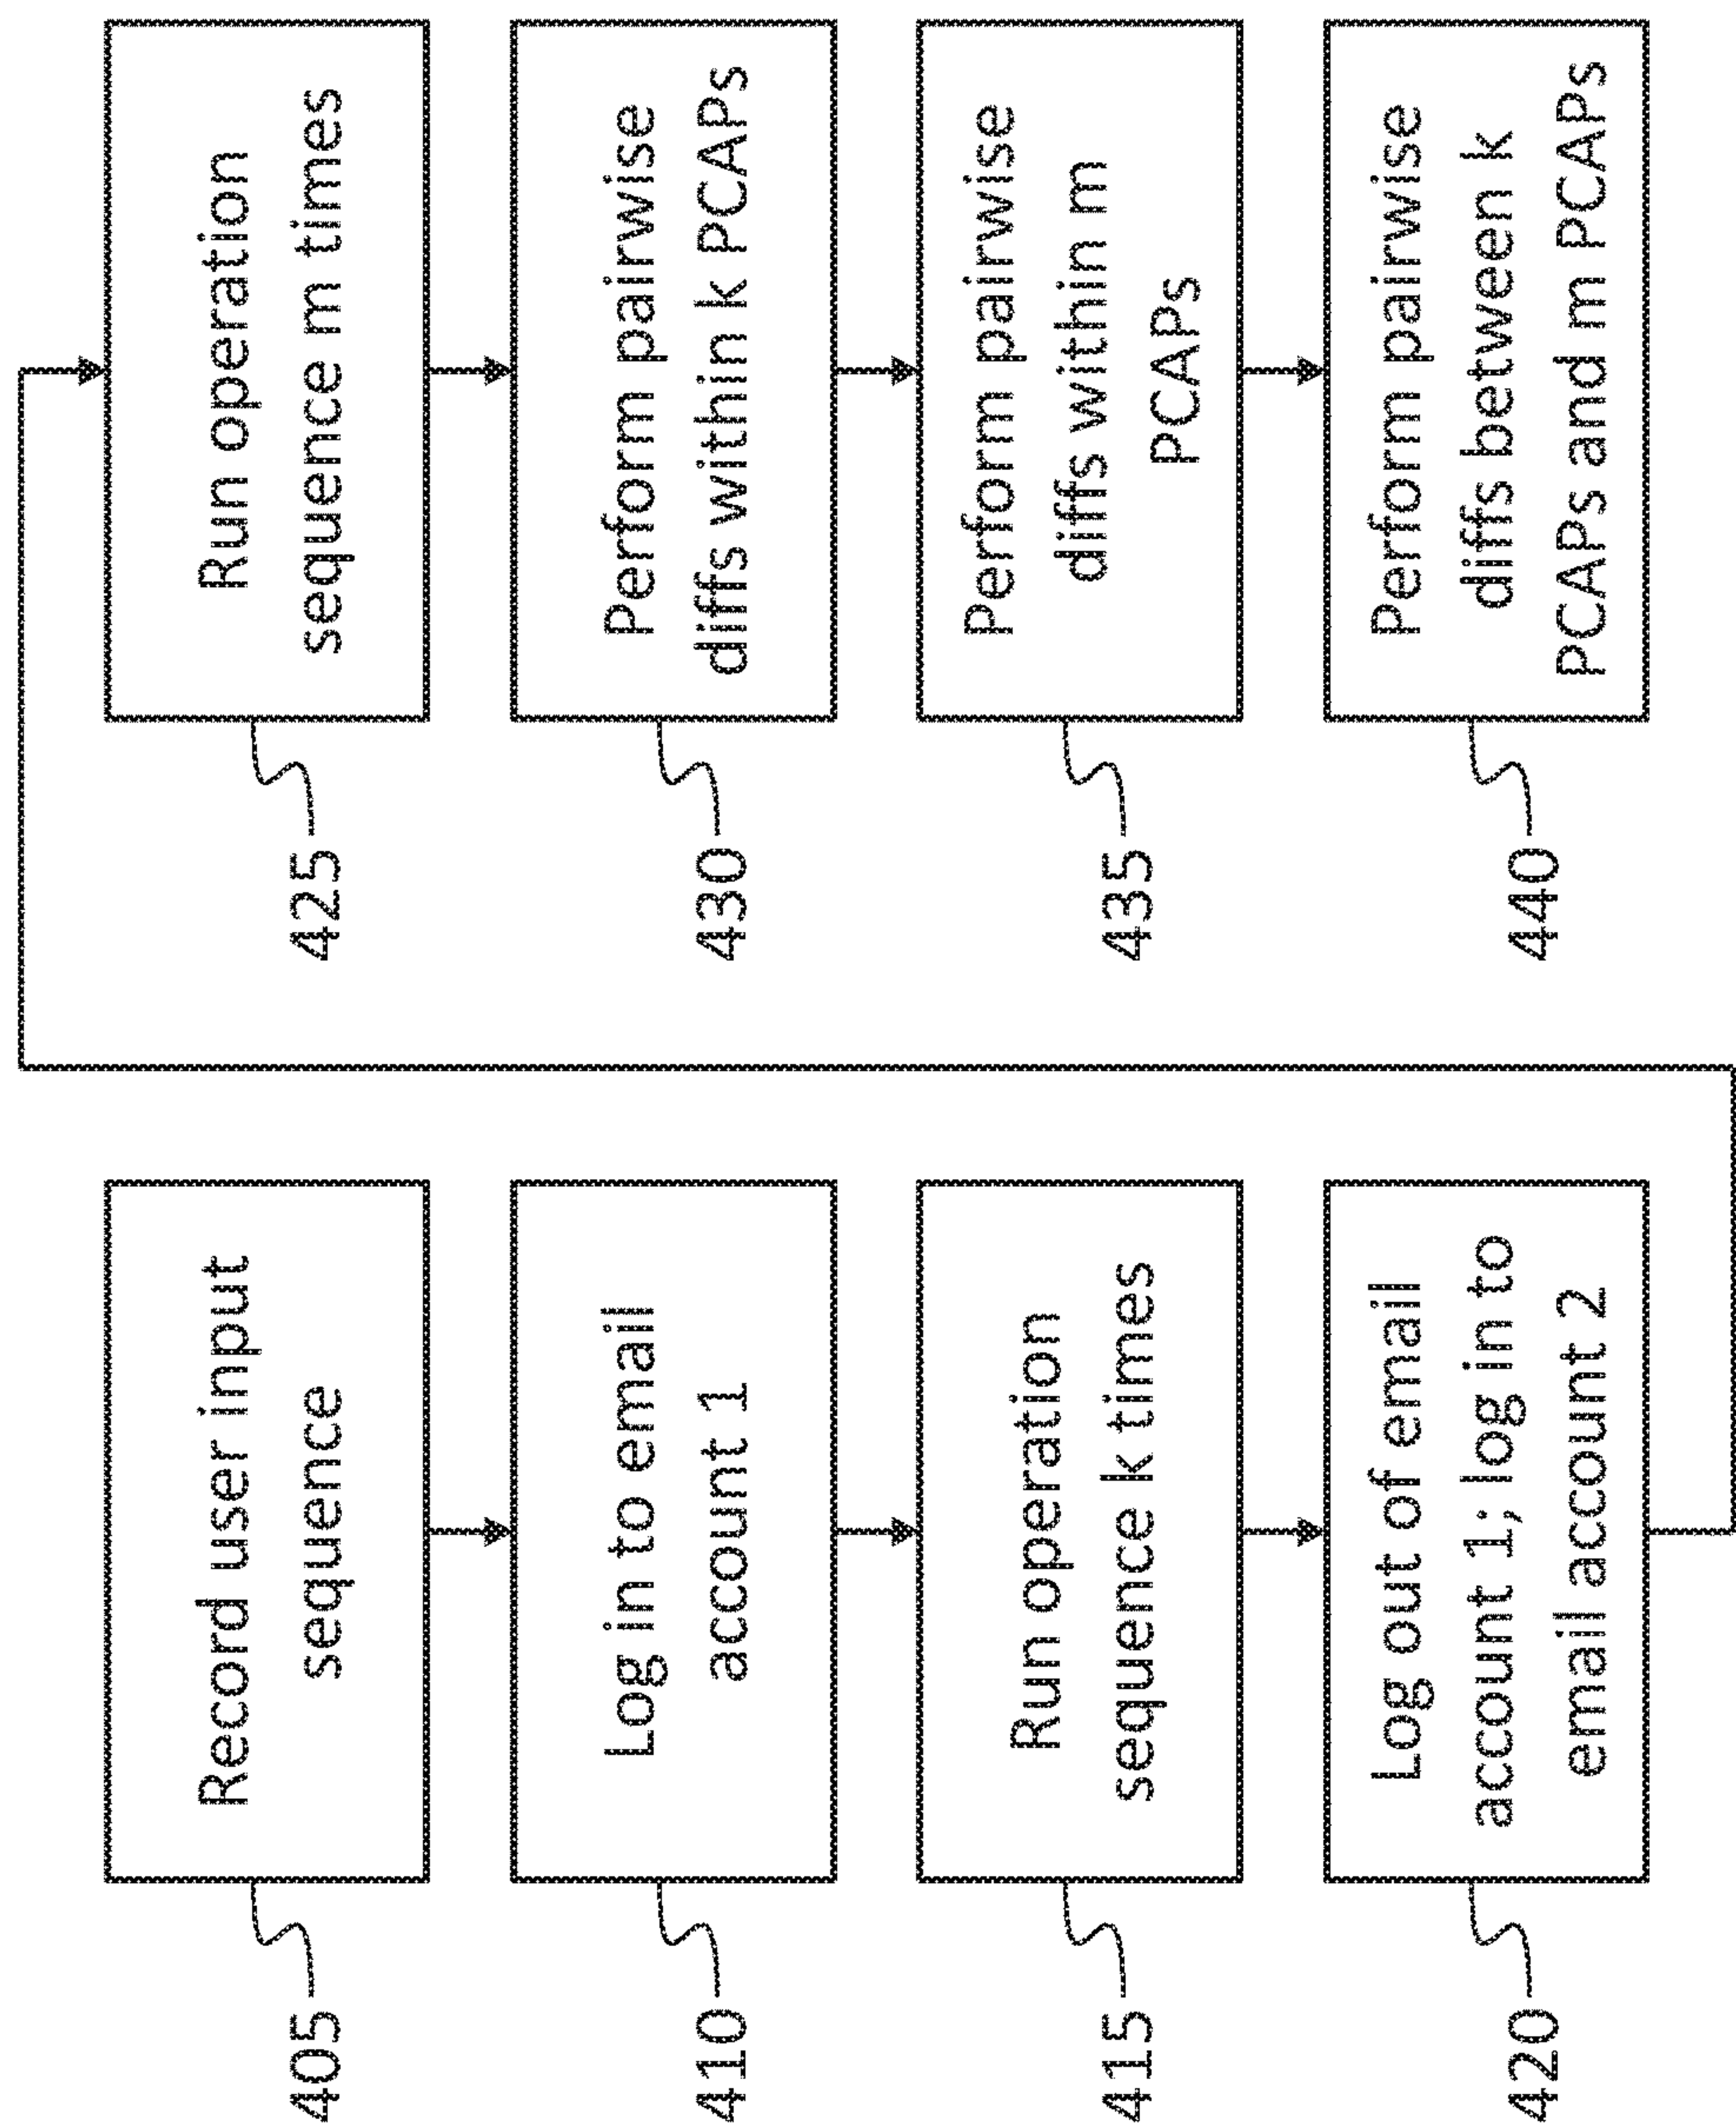 405
Record user input
sequence
410
Log in to email
account 1
415
Run operation
sequence k times
420
Log out of email
account 1; log in to
email account 2
425
Run operation
sequence m times
430
Perform pairwise
diffs within k PCAPs
435
Perform pairwise
diffs within m
PCAPs
440
Perform pairwise
diffs between k
PCAPs and m PCAPs